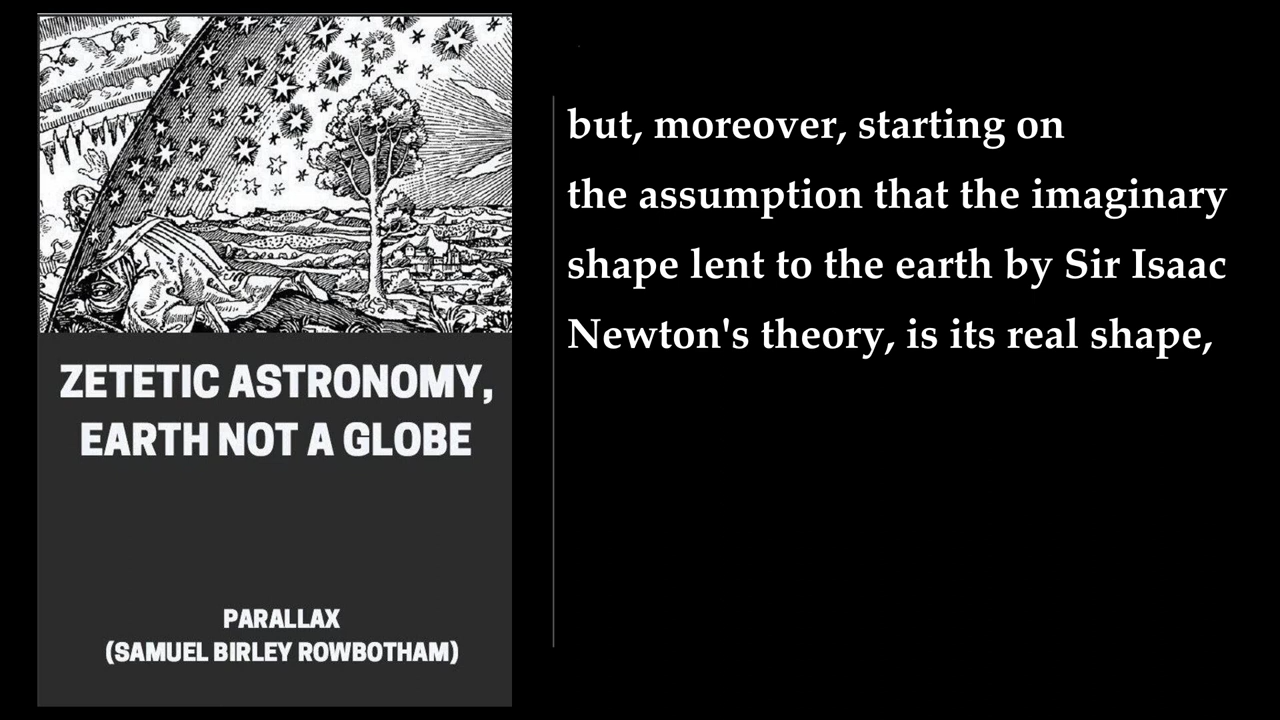 ZETETIC ASTRONOMY,
EARTH NOT A GLOBE
PARALLAX
(SAMUEL BIRLEY ROWBOTHAM)
but, moreover, starting on
the assumption that the imaginary
shape lent to the earth by Sir Isaac
Newton's theory, is its real shape,